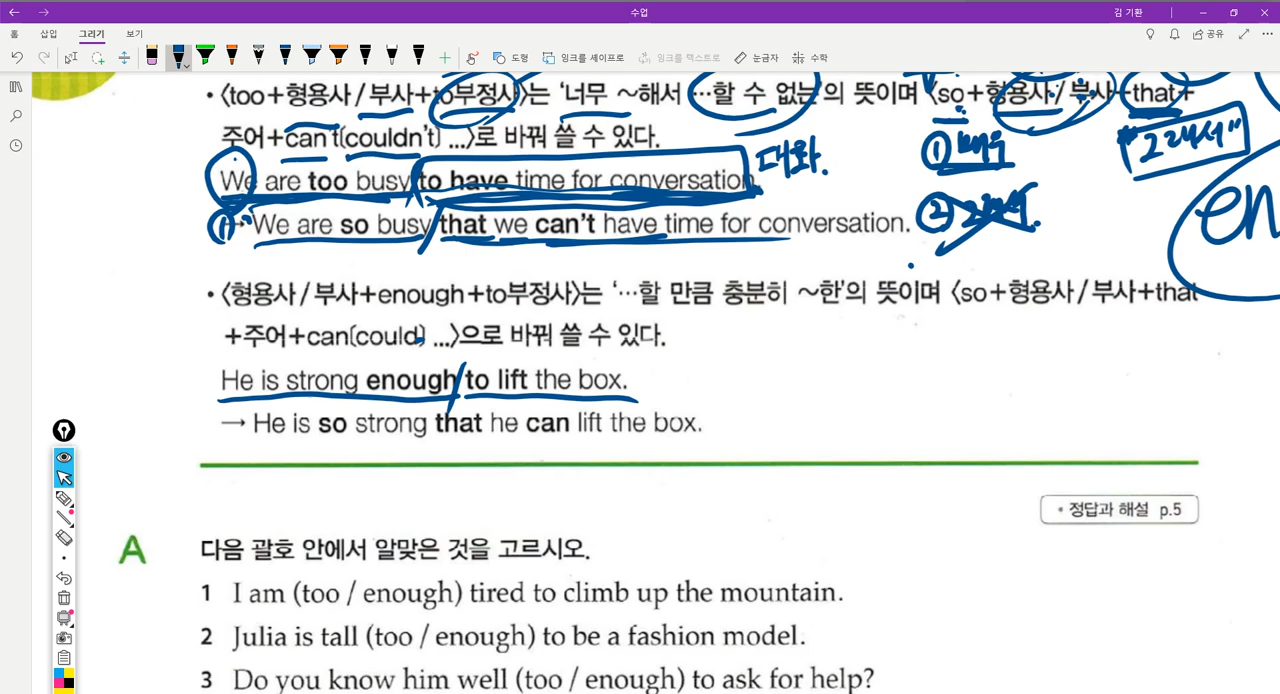 수업
김 기환
홈 삽입 그리기 보기
공유
도형 잉크를 셰이프로 잉크를 텍스트로 눈금자 수학
• 〈too+형용사/부사+to부정사〉는 '너무 ~해서 …할 수 없는'의 뜻이며 〈so+형용사/부사+that+
주어+can't(couldn't) …〉로 바꿔 쓸 수 있다.
We are too busy to have time for conversation.
대화.
① 매우
"그래서"
→ We are so busy that we can't have time for conversation.
②
en
• 〈형용사/부사+enough+to부정사〉는 '…할 만큼 충분히 ~한'의 뜻이며 〈so+형용사/부사+that
+주어+can(could) …〉으로 바꿔 쓸 수 있다.
He is strong enough to lift the box.
→ He is so strong that he can lift the box.
• 정답과 해설 p.5
A 다음 괄호 안에서 알맞은 것을 고르시오.
1 I am (too / enough) tired to climb up the mountain.
2 Julia is tall (too / enough) to be a fashion model.
3 Do you know him well (too / enough) to ask for help?